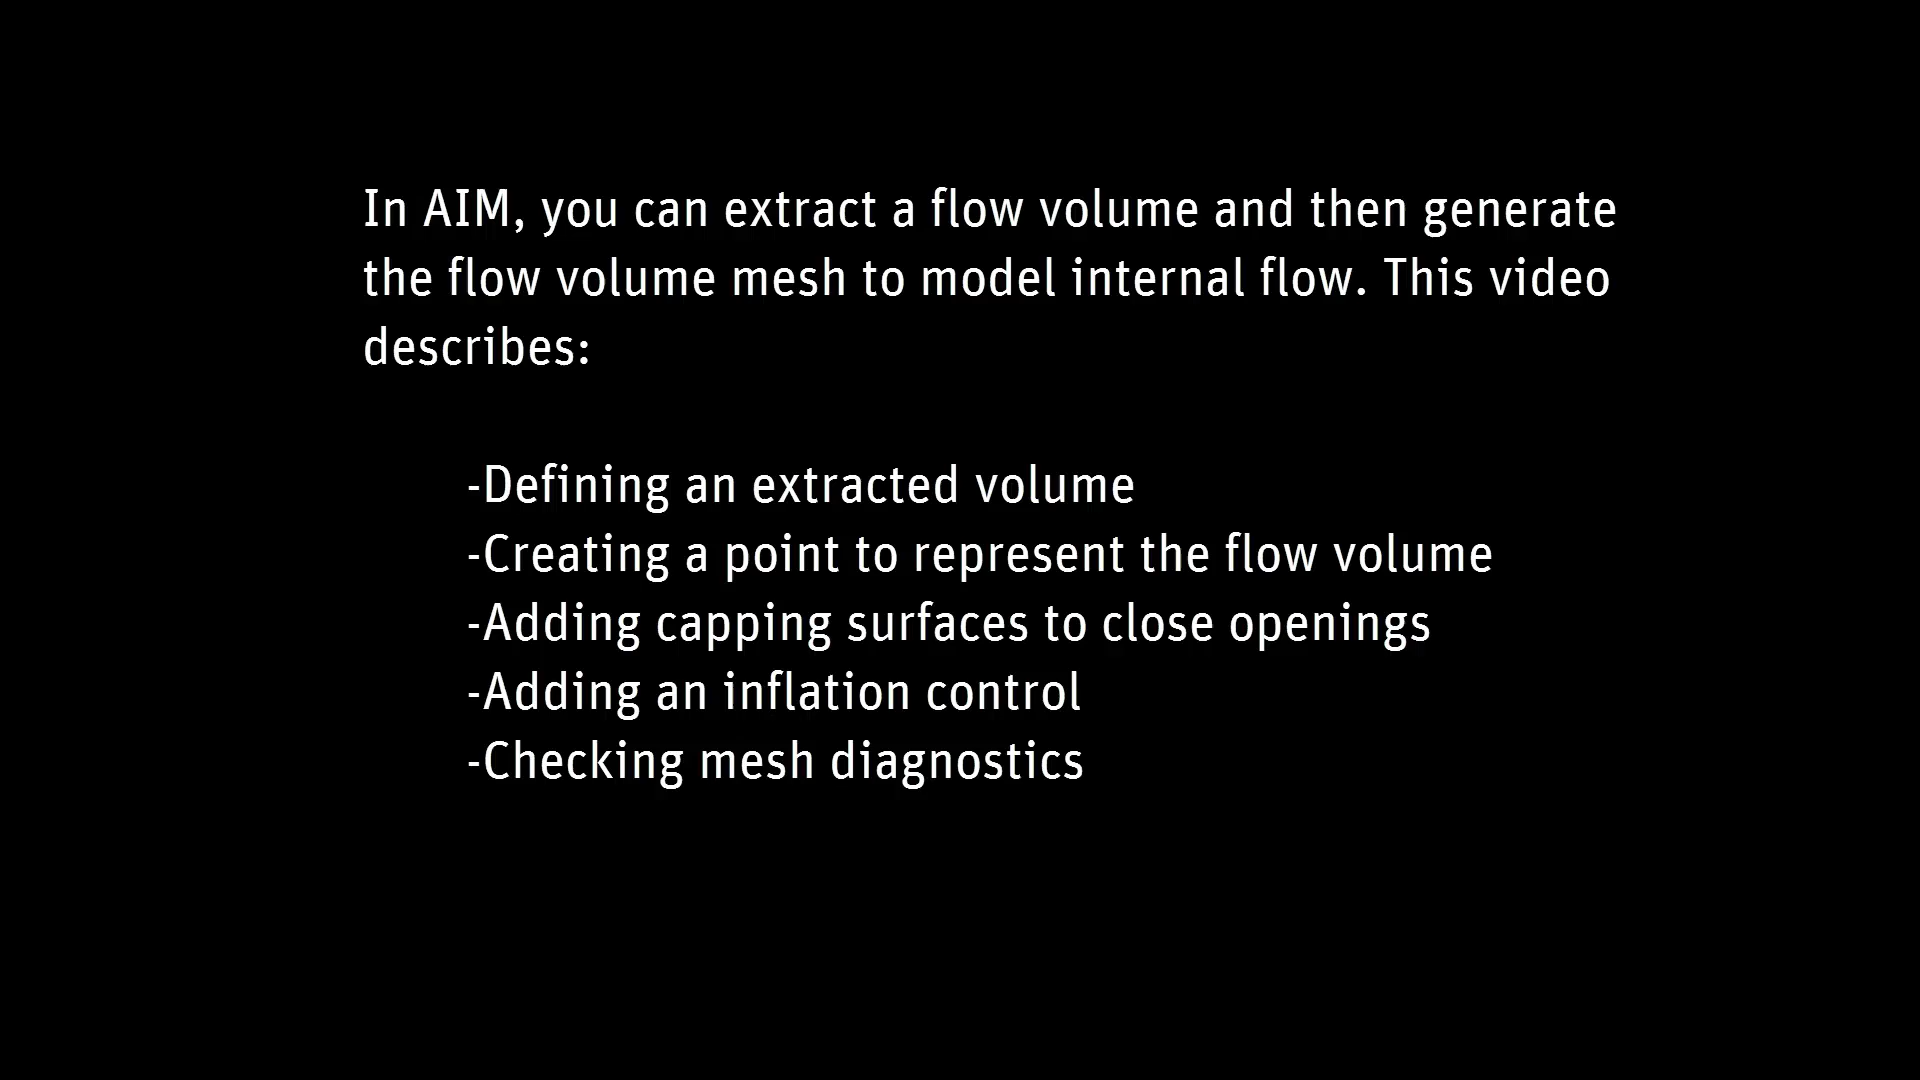 In AIM, you can extract a flow volume and then generate
the flow volume mesh to model internal flow. This video
describes:
-Defining an extracted volume
-Creating a point to represent the flow volume
-Adding capping surfaces to close openings
-Adding an inflation control
-Checking mesh diagnostics